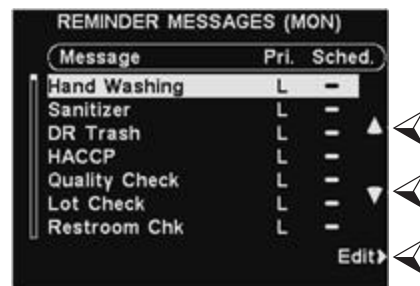 REMINDER MESSAGES (MON)
Message Pri. Sched.
Hand Washing L –
Sanitizer L –
DR Trash L –
HACCP L –
Quality Check L –
Lot Check L –
Restroom Chk L –
Edit